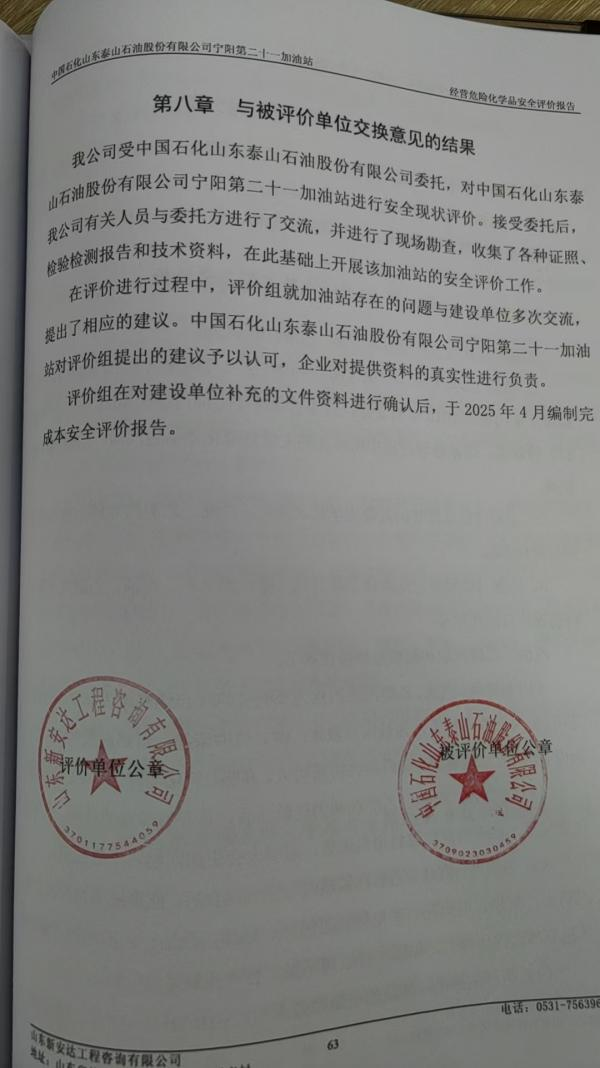 中国石化山东泰山石油股份有限公司宁阳第二十一加油站
经营危险化学品安全评价报告
第八章 与被评价单位交换意见的结果
我公司受中国石化山东泰山石油股份有限公司委托，对中国石化山东泰
山石油股份有限公司宁阳第二十一加油站进行安全现状评价。接受委托后，
我公司有关人员与委托方进行了交流，并进行了现场勘查，收集了各种证照、
检验检测报告和技术资料，在此基础上开展该加油站的安全评价工作。
在评价进行过程中，评价组就加油站存在的问题与建设单位多次交流，
提出了相应的建议。中国石化山东泰山石油股份有限公司宁阳第二十一加油
站对评价组提出的建议予以认可，企业对提供资料的真实性进行负责。
评价组在对建设单位补充的文件资料进行确认后，于 2025 年 4 月编制完
成本安全评价报告。
山东新安达工程咨询有限公司
评价单位公章
3701177544059
中国石化山东泰山石油股份有限公司
被评价单位公章
3709023030459
电话：0531-756396
山东新安达工程咨询有限公司
63
地址：山东